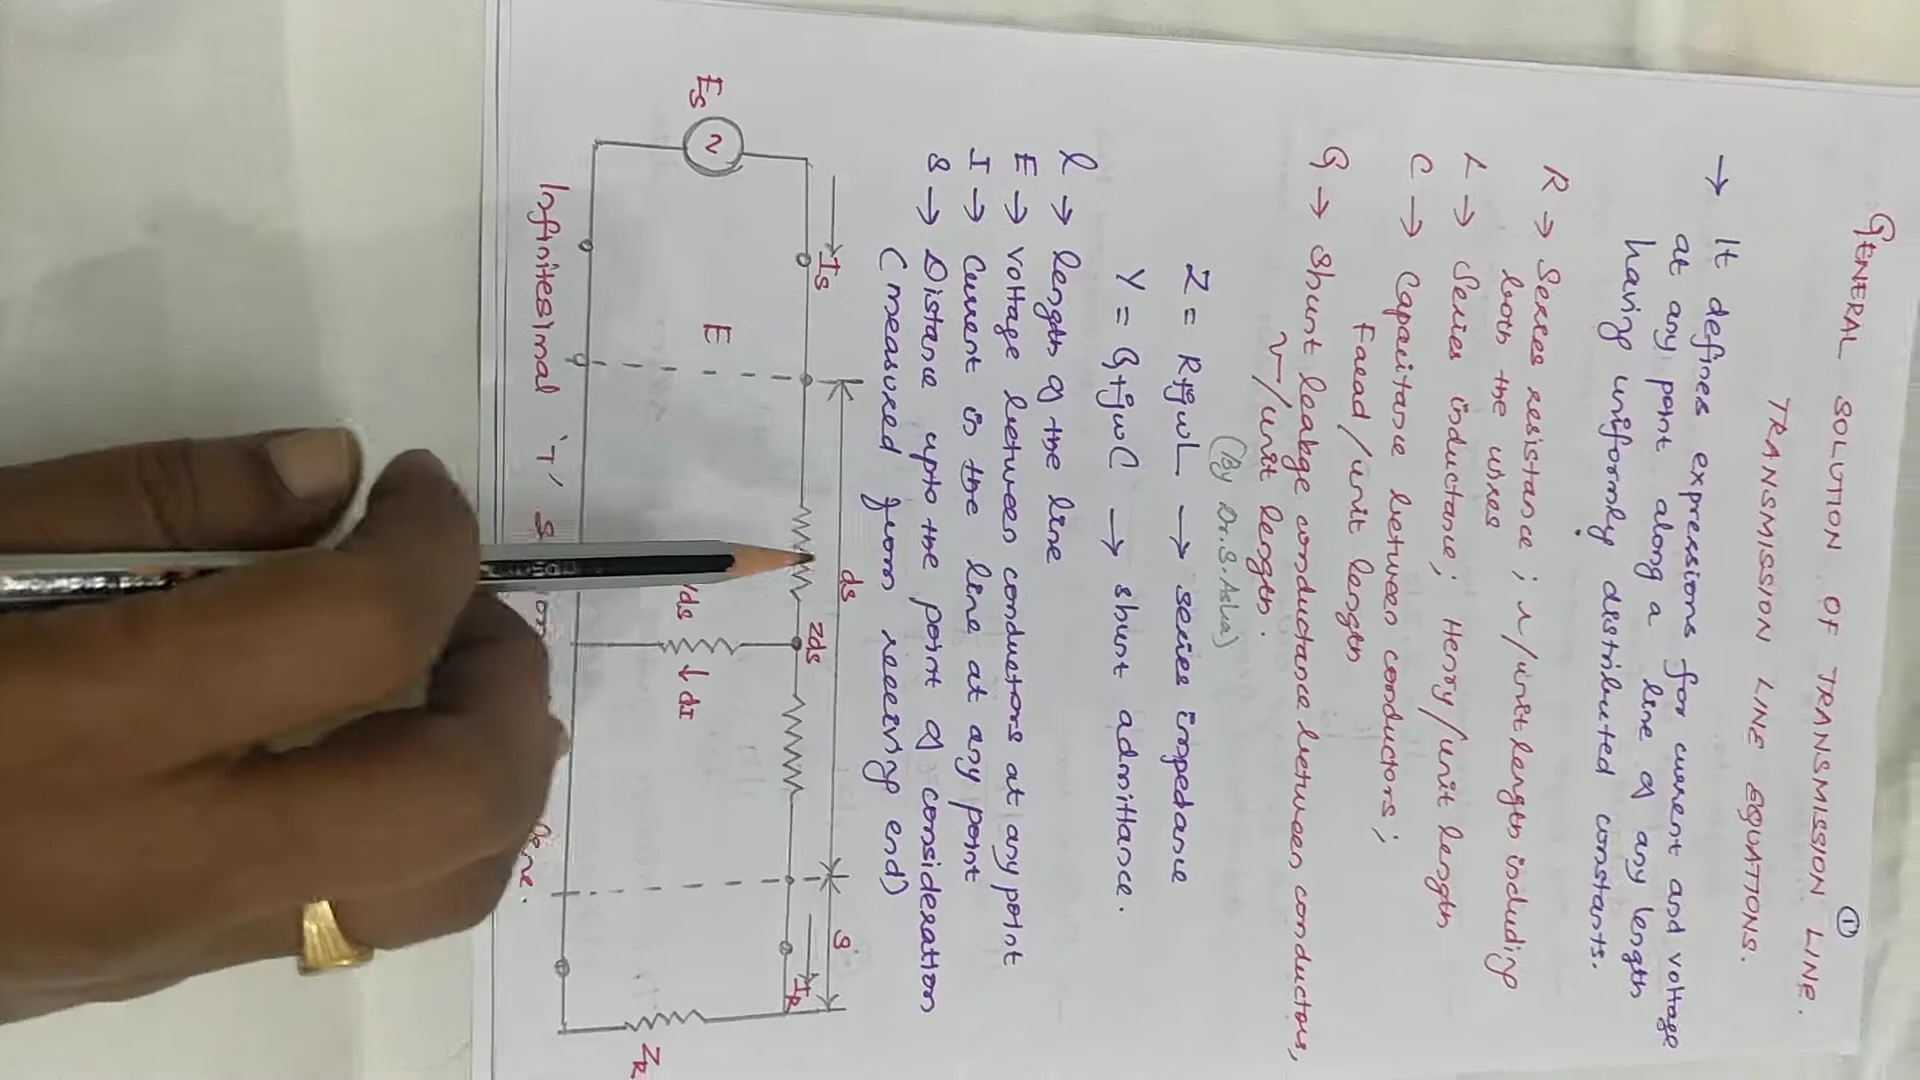 ①
GENERAL SOLUTION OF TRANSMISSION LINE.
TRANSMISSION LINE EQUATIONS.
→ It defines expressions for current and voltage
at any point along a line of any length
having uniformly distributed constants.
R → Series resistance ; Ω/unit length including
both the wires
L → Series inductance ; Henry/unit length
C → Capacitance between conductors ;
Farad/unit length
G → Shunt leakage conductance between conductors,
℧/unit length.
(By Dr.S.Asha)
Z = R+jωL → series impedance
Y = G+jωC → shunt admittance.
l → length of the line
E → voltage between conductors at any point
I → Current in the line at any point
s → Distance upto the point of consideration
(measured from receiving end)
Is
ds
s
IR
Zds
Es
~
E
Yds
↓dI
ZR
Infinitesimal 'T'
line.